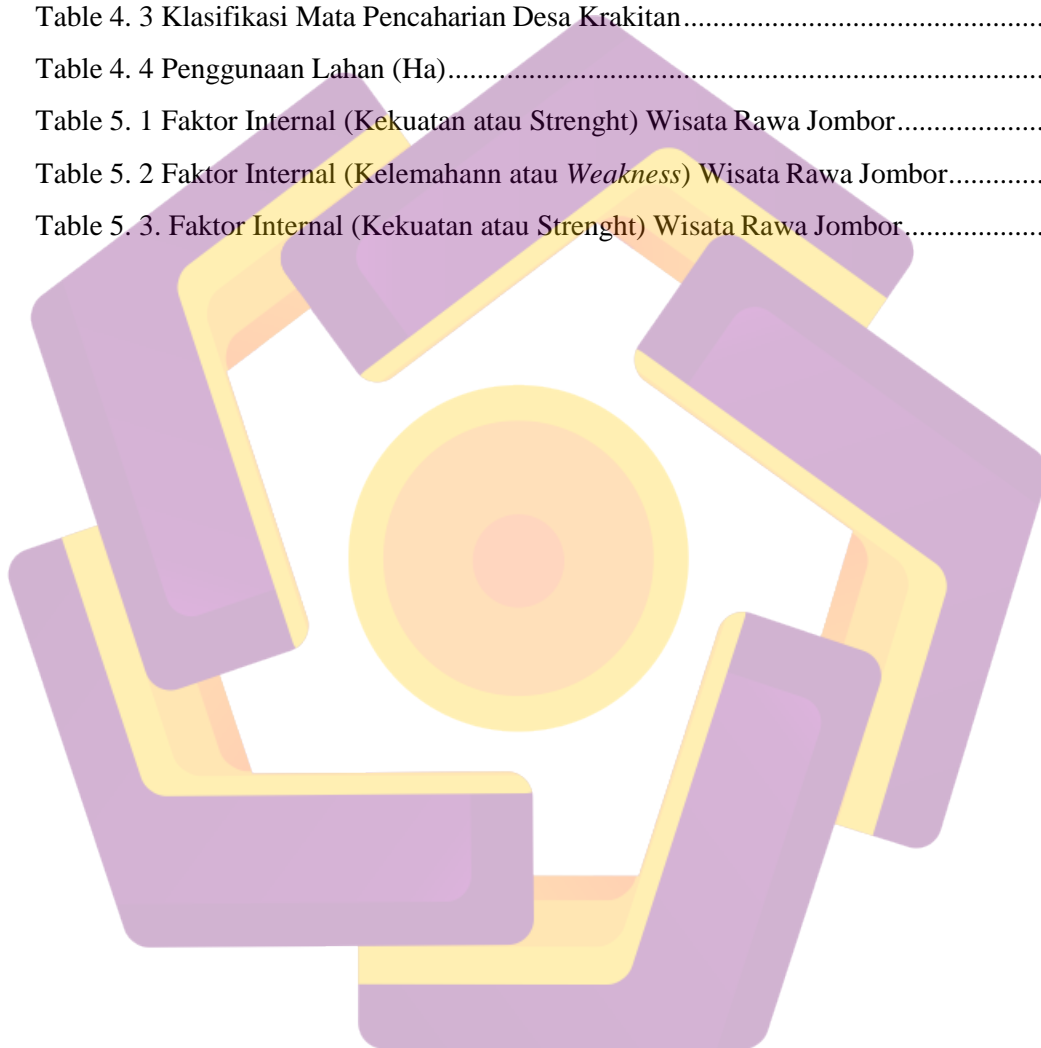 Table 4. 3 Klasifikasi Mata Pencaharian Desa Krakitan....................................................
Table 4. 4 Penggunaan Lahan (Ha)...................................................................................
Table 5. 1 Faktor Internal (Kekuatan atau Strenght) Wisata Rawa Jombor.....................
Table 5. 2 Faktor Internal (Kelemahann atau Weakness) Wisata Rawa Jombor..............
Table 5. 3. Faktor Internal (Kekuatan atau Strenght) Wisata Rawa Jombor....................